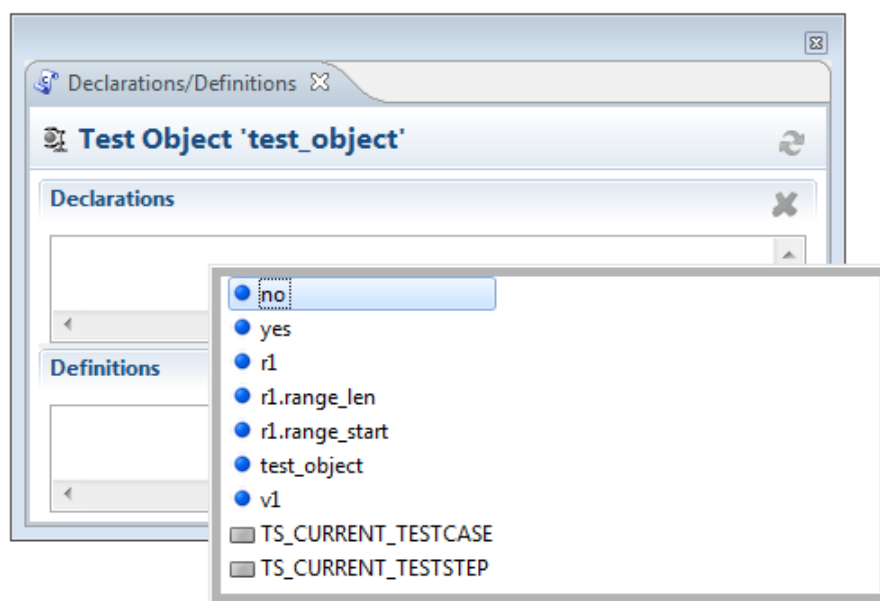 Declarations/Definitions
Test Object 'test_object'
Declarations
Definitions
no
yes
r1
r1.range_len
r1.range_start
test_object
v1
TS_CURRENT_TESTCASE
TS_CURRENT_TESTSTEP